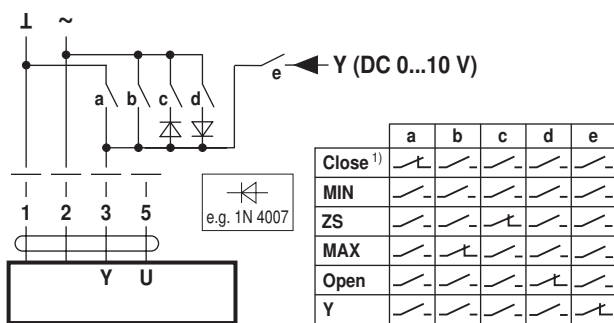 ⊥ ~
a b c d e Y (DC 0...10 V)
e.g. 1N 4007
1 2 3 5
Y U
a b c d e
Close 1)
MIN
ZS
MAX
Open
Y